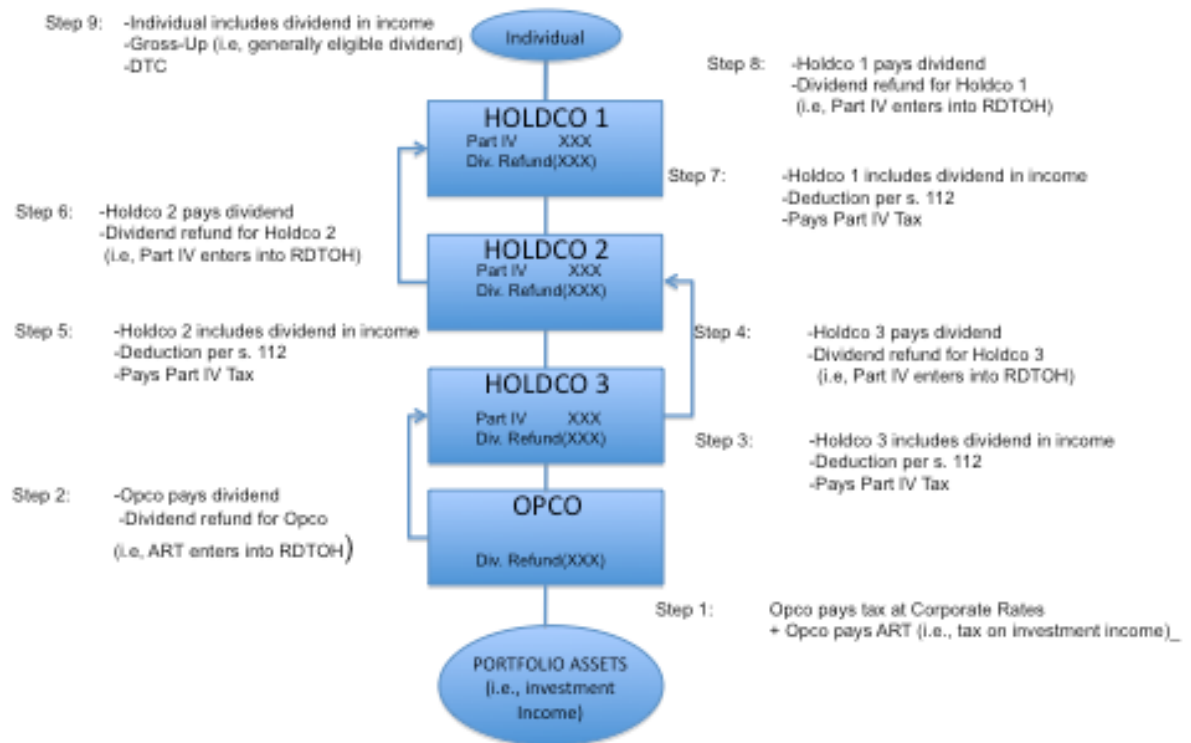 Step 9: -Individual includes dividend in income
-Gross-Up (i.e, generally eligible dividend)
-DTC
Individual
Step 8: -Holdco 1 pays dividend
-Dividend refund for Holdco 1
(i.e, Part IV enters into RDTOH)
HOLDCO 1
Part IV XXX
Div. Refund(XXX)
Step 7: -Holdco 1 includes dividend in income
-Deduction per s. 112
-Pays Part IV Tax
Step 6: -Holdco 2 pays dividend
-Dividend refund for Holdco 2
(i.e, Part IV enters into RDTOH)
HOLDCO 2
Part IV XXX
Div. Refund(XXX)
Step 5: -Holdco 2 includes dividend in income
-Deduction per s. 112
-Pays Part IV Tax
Step 4: -Holdco 3 pays dividend
-Dividend refund for Holdco 3
(i.e, Part IV enters into RDTOH)
HOLDCO 3
Part IV XXX
Div. Refund(XXX)
Step 3: -Holdco 3 includes dividend in income
-Deduction per s. 112
-Pays Part IV Tax
Step 2: -Opco pays dividend
-Dividend refund for Opco
(i.e, ART enters into RDTOH)
OPCO
Div. Refund(XXX)
Step 1: Opco pays tax at Corporate Rates
+ Opco pays ART (i.e., tax on investment income)_
PORTFOLIO ASSETS
(i.e., investment
Income)